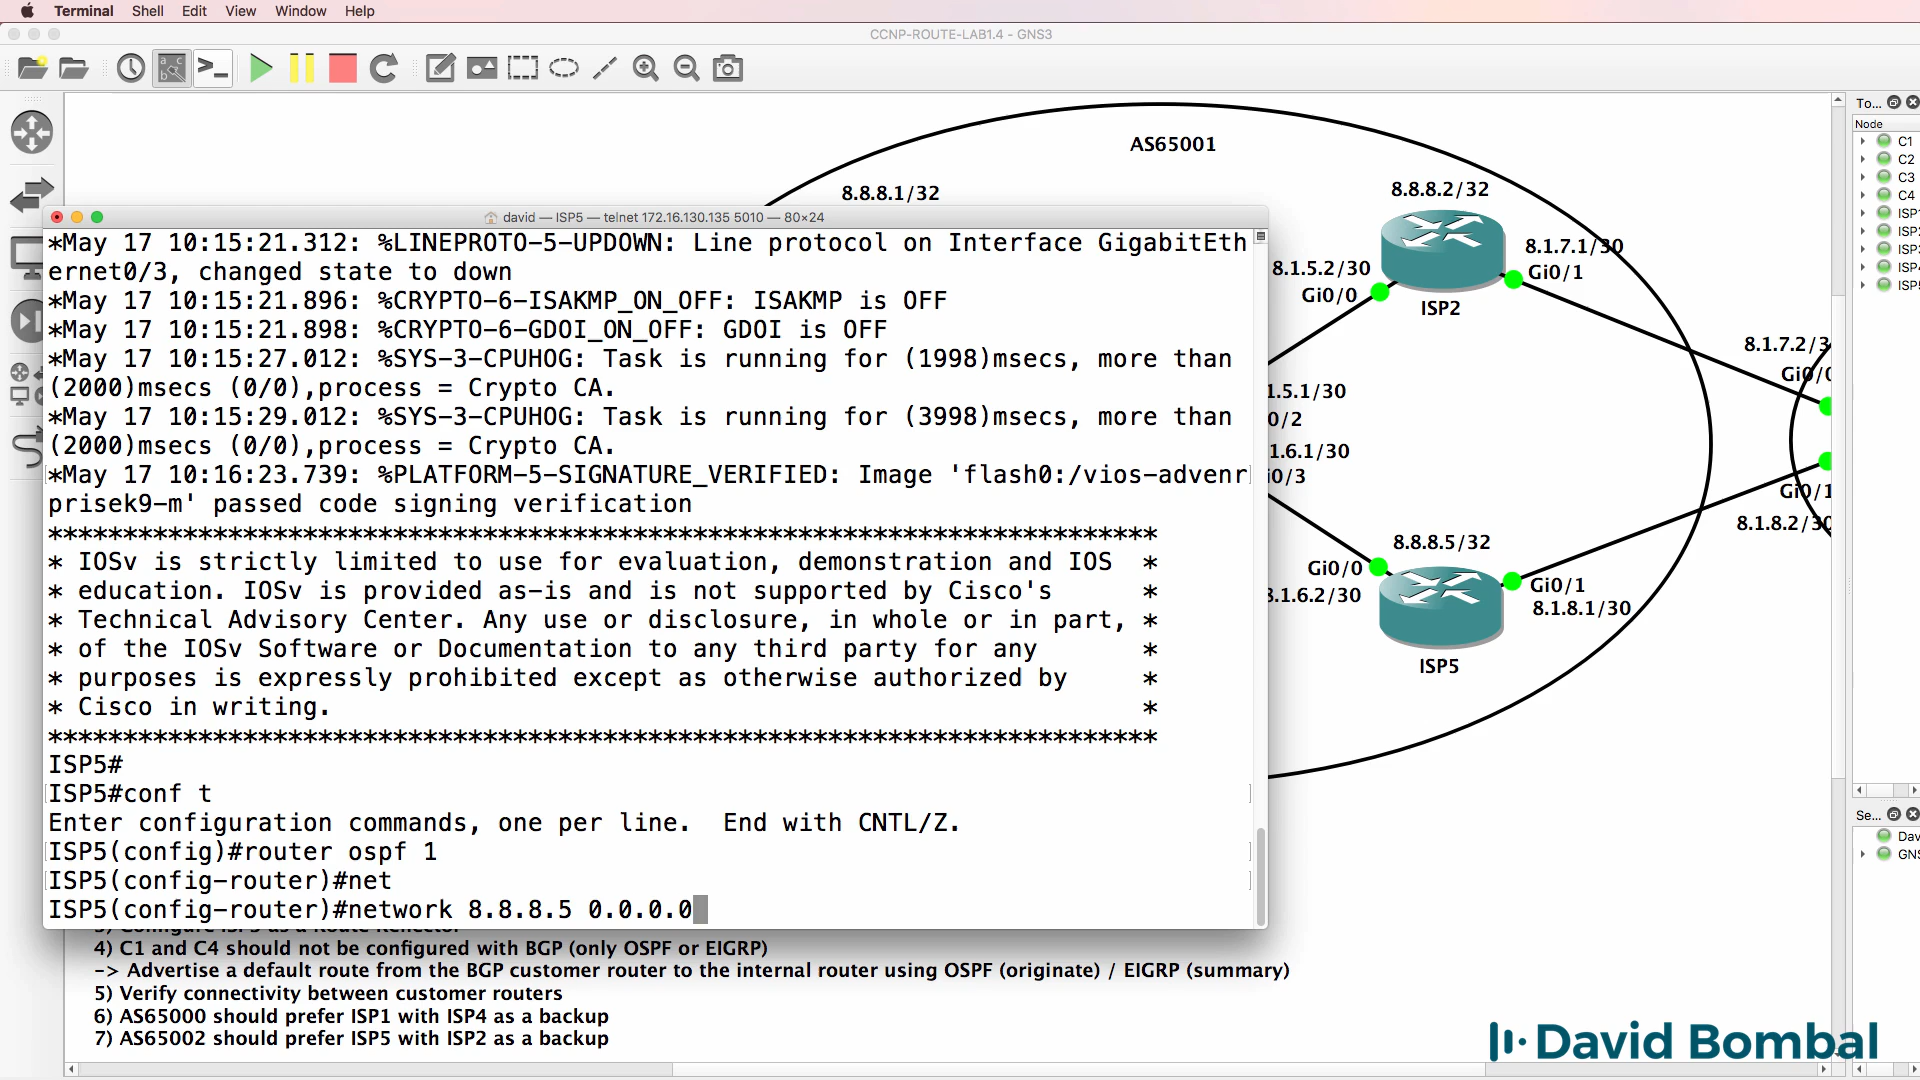 Terminal Shell Edit View Window Help
CCNP-ROUTE-LAB1.4 - GNS3
AS65001
8.8.8.1/32
8.8.8.2/32
8.1.7.1/30
Gi0/1
8.1.5.2/30
Gi0/0
ISP2
8.1.7.2/3
Gi0/0
1.5.1/30
0/2
1.6.1/30
i0/3
Gi0/1
8.1.8.2/30
8.8.8.5/32
Gi0/0
8.1.6.2/30
Gi0/1
8.1.8.1/30
ISP5
To...
Node
C1
C2
C3
C4
ISP1
ISP2
ISP3
ISP4
ISP5
Se...
Dav
GNS
david — ISP5 — telnet 172.16.130.135 5010 — 80×24
*May 17 10:15:21.312: %LINEPROTO-5-UPDOWN: Line protocol on Interface GigabitEth
ernet0/3, changed state to down
*May 17 10:15:21.896: %CRYPTO-6-ISAKMP_ON_OFF: ISAKMP is OFF
*May 17 10:15:21.898: %CRYPTO-6-GDOI_ON_OFF: GDOI is OFF
*May 17 10:15:27.012: %SYS-3-CPUHOG: Task is running for (1998)msecs, more than
(2000)msecs (0/0),process = Crypto CA.
*May 17 10:15:29.012: %SYS-3-CPUHOG: Task is running for (3998)msecs, more than
(2000)msecs (0/0),process = Crypto CA.
*May 17 10:16:23.739: %PLATFORM-5-SIGNATURE_VERIFIED: Image 'flash0:/vios-advenr
prisek9-m' passed code signing verification
**************************************************************************
* IOSv is strictly limited to use for evaluation, demonstration and IOS  *
* education. IOSv is provided as-is and is not supported by Cisco's      *
* Technical Advisory Center. Any use or disclosure, in whole or in part, *
* of the IOSv Software or Documentation to any third party for any       *
* purposes is expressly prohibited except as otherwise authorized by     *
* Cisco in writing.                                                      *
**************************************************************************
ISP5#
ISP5#conf t
Enter configuration commands, one per line.  End with CNTL/Z.
ISP5(config)#router ospf 1
ISP5(config-router)#net
ISP5(config-router)#network 8.8.8.5 0.0.0.0
4) C1 and C4 should not be configured with BGP (only OSPF or EIGRP)
-> Advertise a default route from the BGP customer router to the internal router using OSPF (originate) / EIGRP (summary)
5) Verify connectivity between customer routers
6) AS65000 should prefer ISP1 with ISP4 as a backup
7) AS65002 should prefer ISP5 with ISP2 as a backup
David Bombal